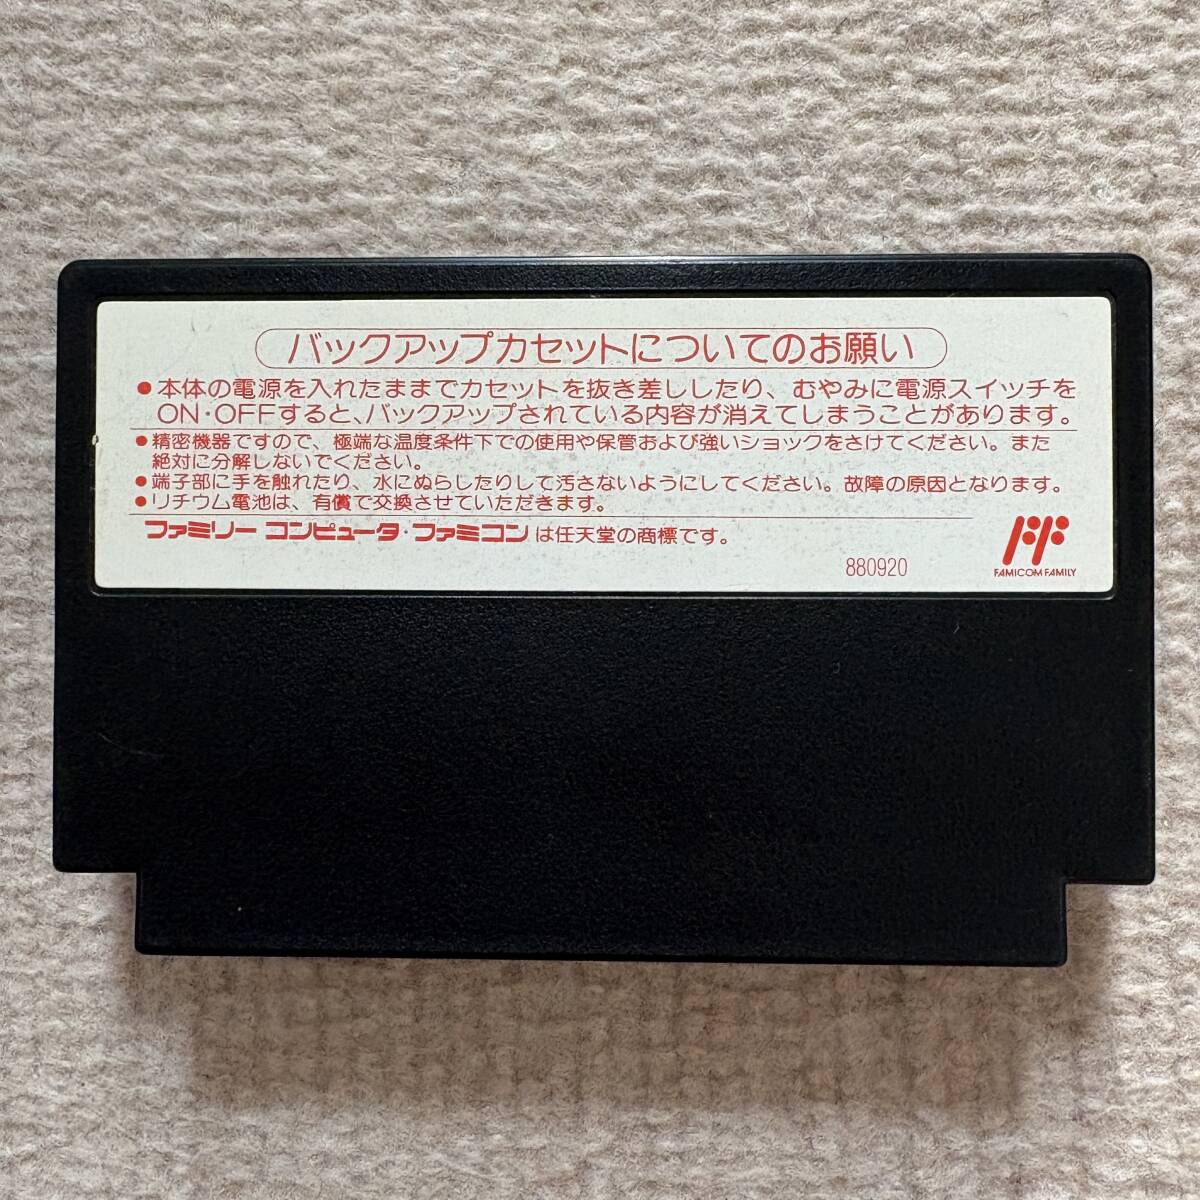 バックアップカセットについてのお願い
●本体の電源を入れたままでカセットを抜き差ししたり、むやみに電源スイッチを
ON・OFFすると、バックアップされている内容が消えてしまうことがあります。
●精密機器ですので、極端な温度条件下での使用や保管および強いショックをさけてください。また
絶対に分解しないでください。
●端子部に手を触れたり、水にぬらしたりして汚さないようにしてください。故障の原因となります。
●リチウム電池は、有償で交換させていただきます。
ファミリー コンピュータ・ファミコンは任天堂の商標です。
880920
FAMICOM FAMILY